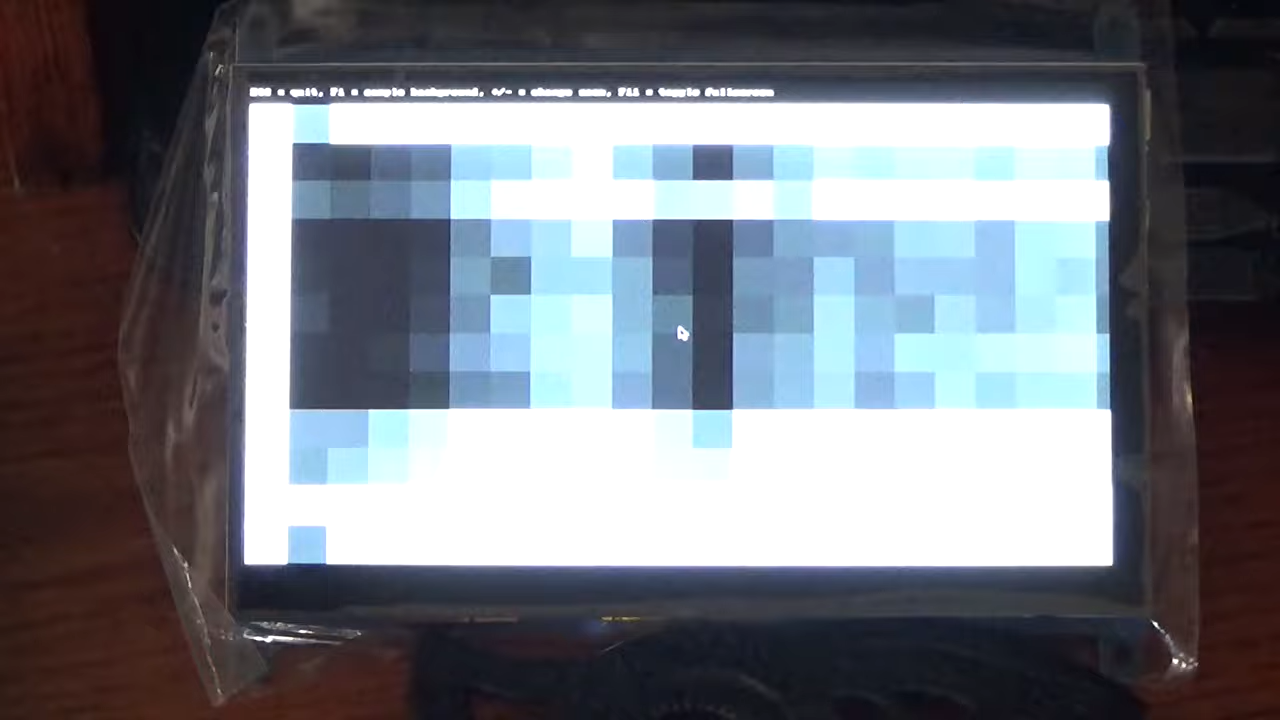 ESC = quit, F1 = sample background, +/- = change zoom, F11 = toggle fullscreen